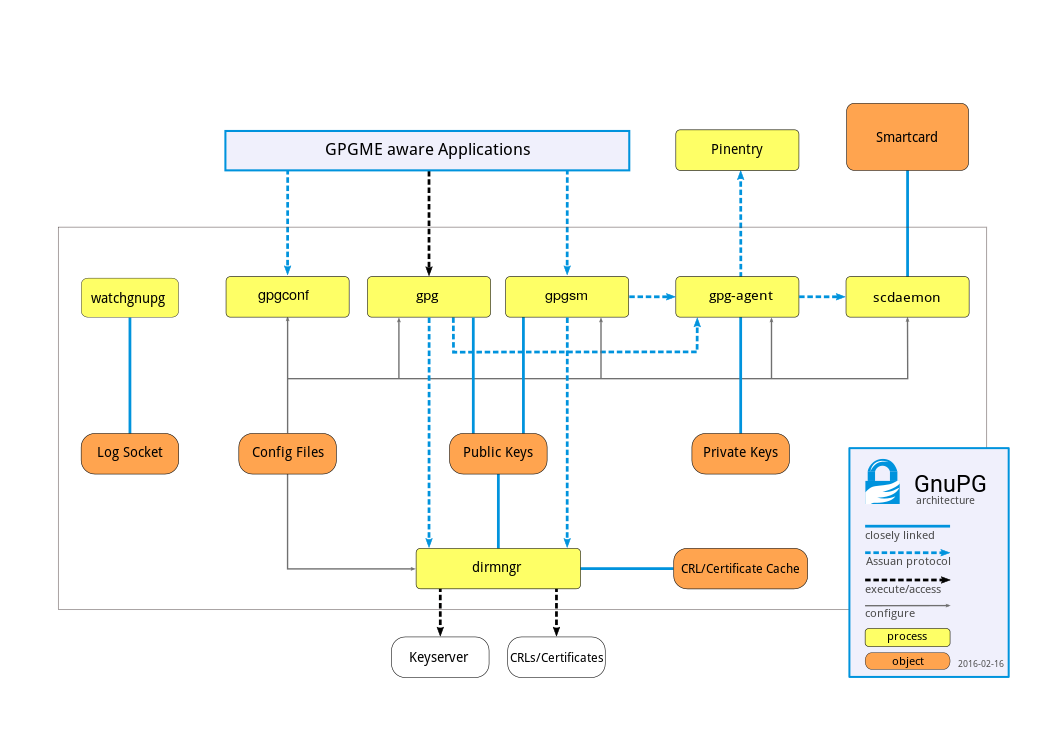 Smartcard
GPGME aware Applications
Pinentry
watchgnupg
gpgconf
gpg
gpgsm
gpg-agent
scdaemon
Log Socket
Config Files
Public Keys
Private Keys
dirmngr
CRL/Certificate Cache
Keyserver
CRLs/Certificates
GnuPG
architecture
closely linked
Assuan protocol
execute/access
configure
process
object
2016-02-16